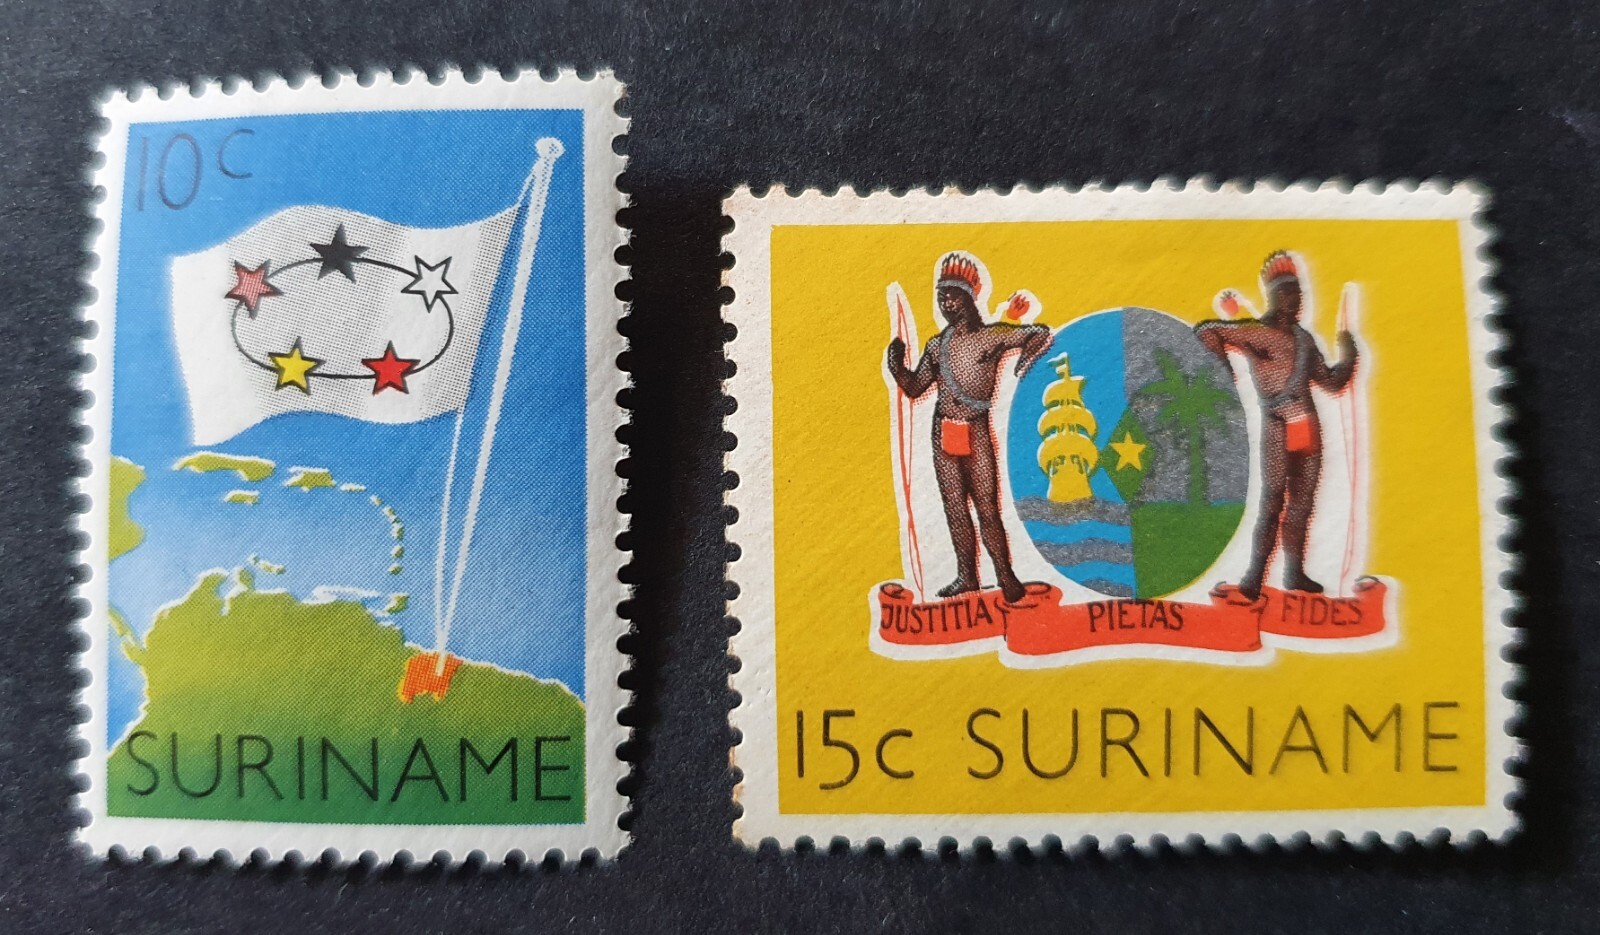 10c
SURINAME
JUSTITIA PIETAS FIDES
15c SURINAME